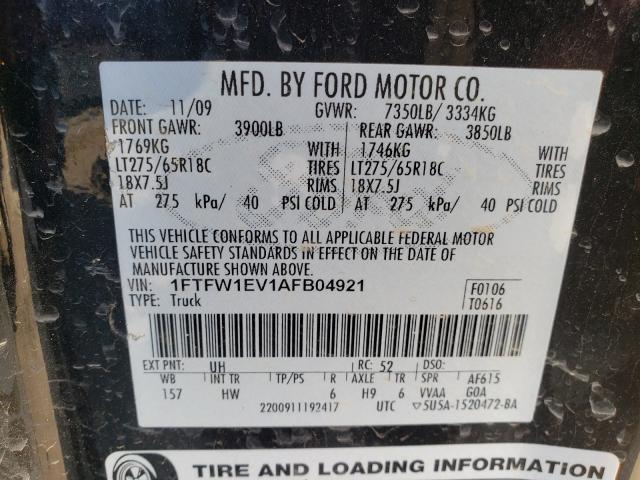 MFD. BY FORD MOTOR CO.
DATE: 11/09 GVWR: 7350LB/ 3334KG
FRONT GAWR: 3900LB REAR GAWR: 3850LB
1769KG WITH 1746KG WITH
LT275/65R18C TIRES LT275/65R18C TIRES
18X7.5J RIMS 18X7.5J RIMS
AT 275 kPa/ 40 PSI COLD AT 275 kPa/ 40 PSI COLD
THIS VEHICLE CONFORMS TO ALL APPLICABLE FEDERAL MOTOR
VEHICLE SAFETY STANDARDS IN EFFECT ON THE DATE OF
MANUFACTURE SHOWN ABOVE.
VIN: 1FTFW1EV1AFB04921 F0106
TYPE: Truck T0616
EXT PNT: UH RC: 52 DSO:
WB INT TR TP/PS R AXLE TR SPR AF615
157 HW 6 H9 6 VVAA G0A
2200911192417 UTC ▽5U5A-1520472-BA
TIRE AND LOADING INFORMATION